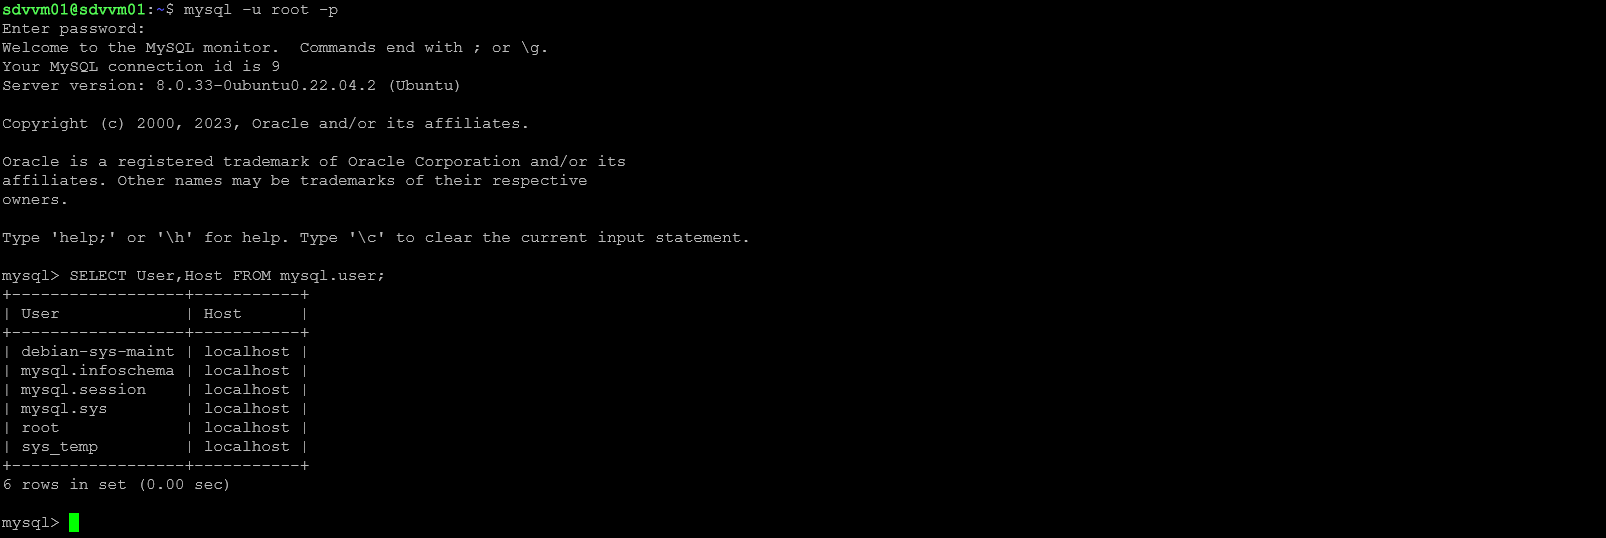 sdvvm01@sdvvm01:~$ mysql -u root -p
Enter password:
Welcome to the MySQL monitor.  Commands end with ; or \g.
Your MySQL connection id is 9
Server version: 8.0.33-0ubuntu0.22.04.2 (Ubuntu)
Copyright (c) 2000, 2023, Oracle and/or its affiliates.
Oracle is a registered trademark of Oracle Corporation and/or its
affiliates. Other names may be trademarks of their respective
owners.
Type 'help;' or '\h' for help. Type '\c' to clear the current input statement.
mysql> SELECT User,Host FROM mysql.user;
+------------------+-----------+
| User             | Host      |
+------------------+-----------+
| debian-sys-maint | localhost |
| mysql.infoschema | localhost |
| mysql.session    | localhost |
| mysql.sys        | localhost |
| root             | localhost |
| sys_temp         | localhost |
+------------------+-----------+
6 rows in set (0.00 sec)
mysql>